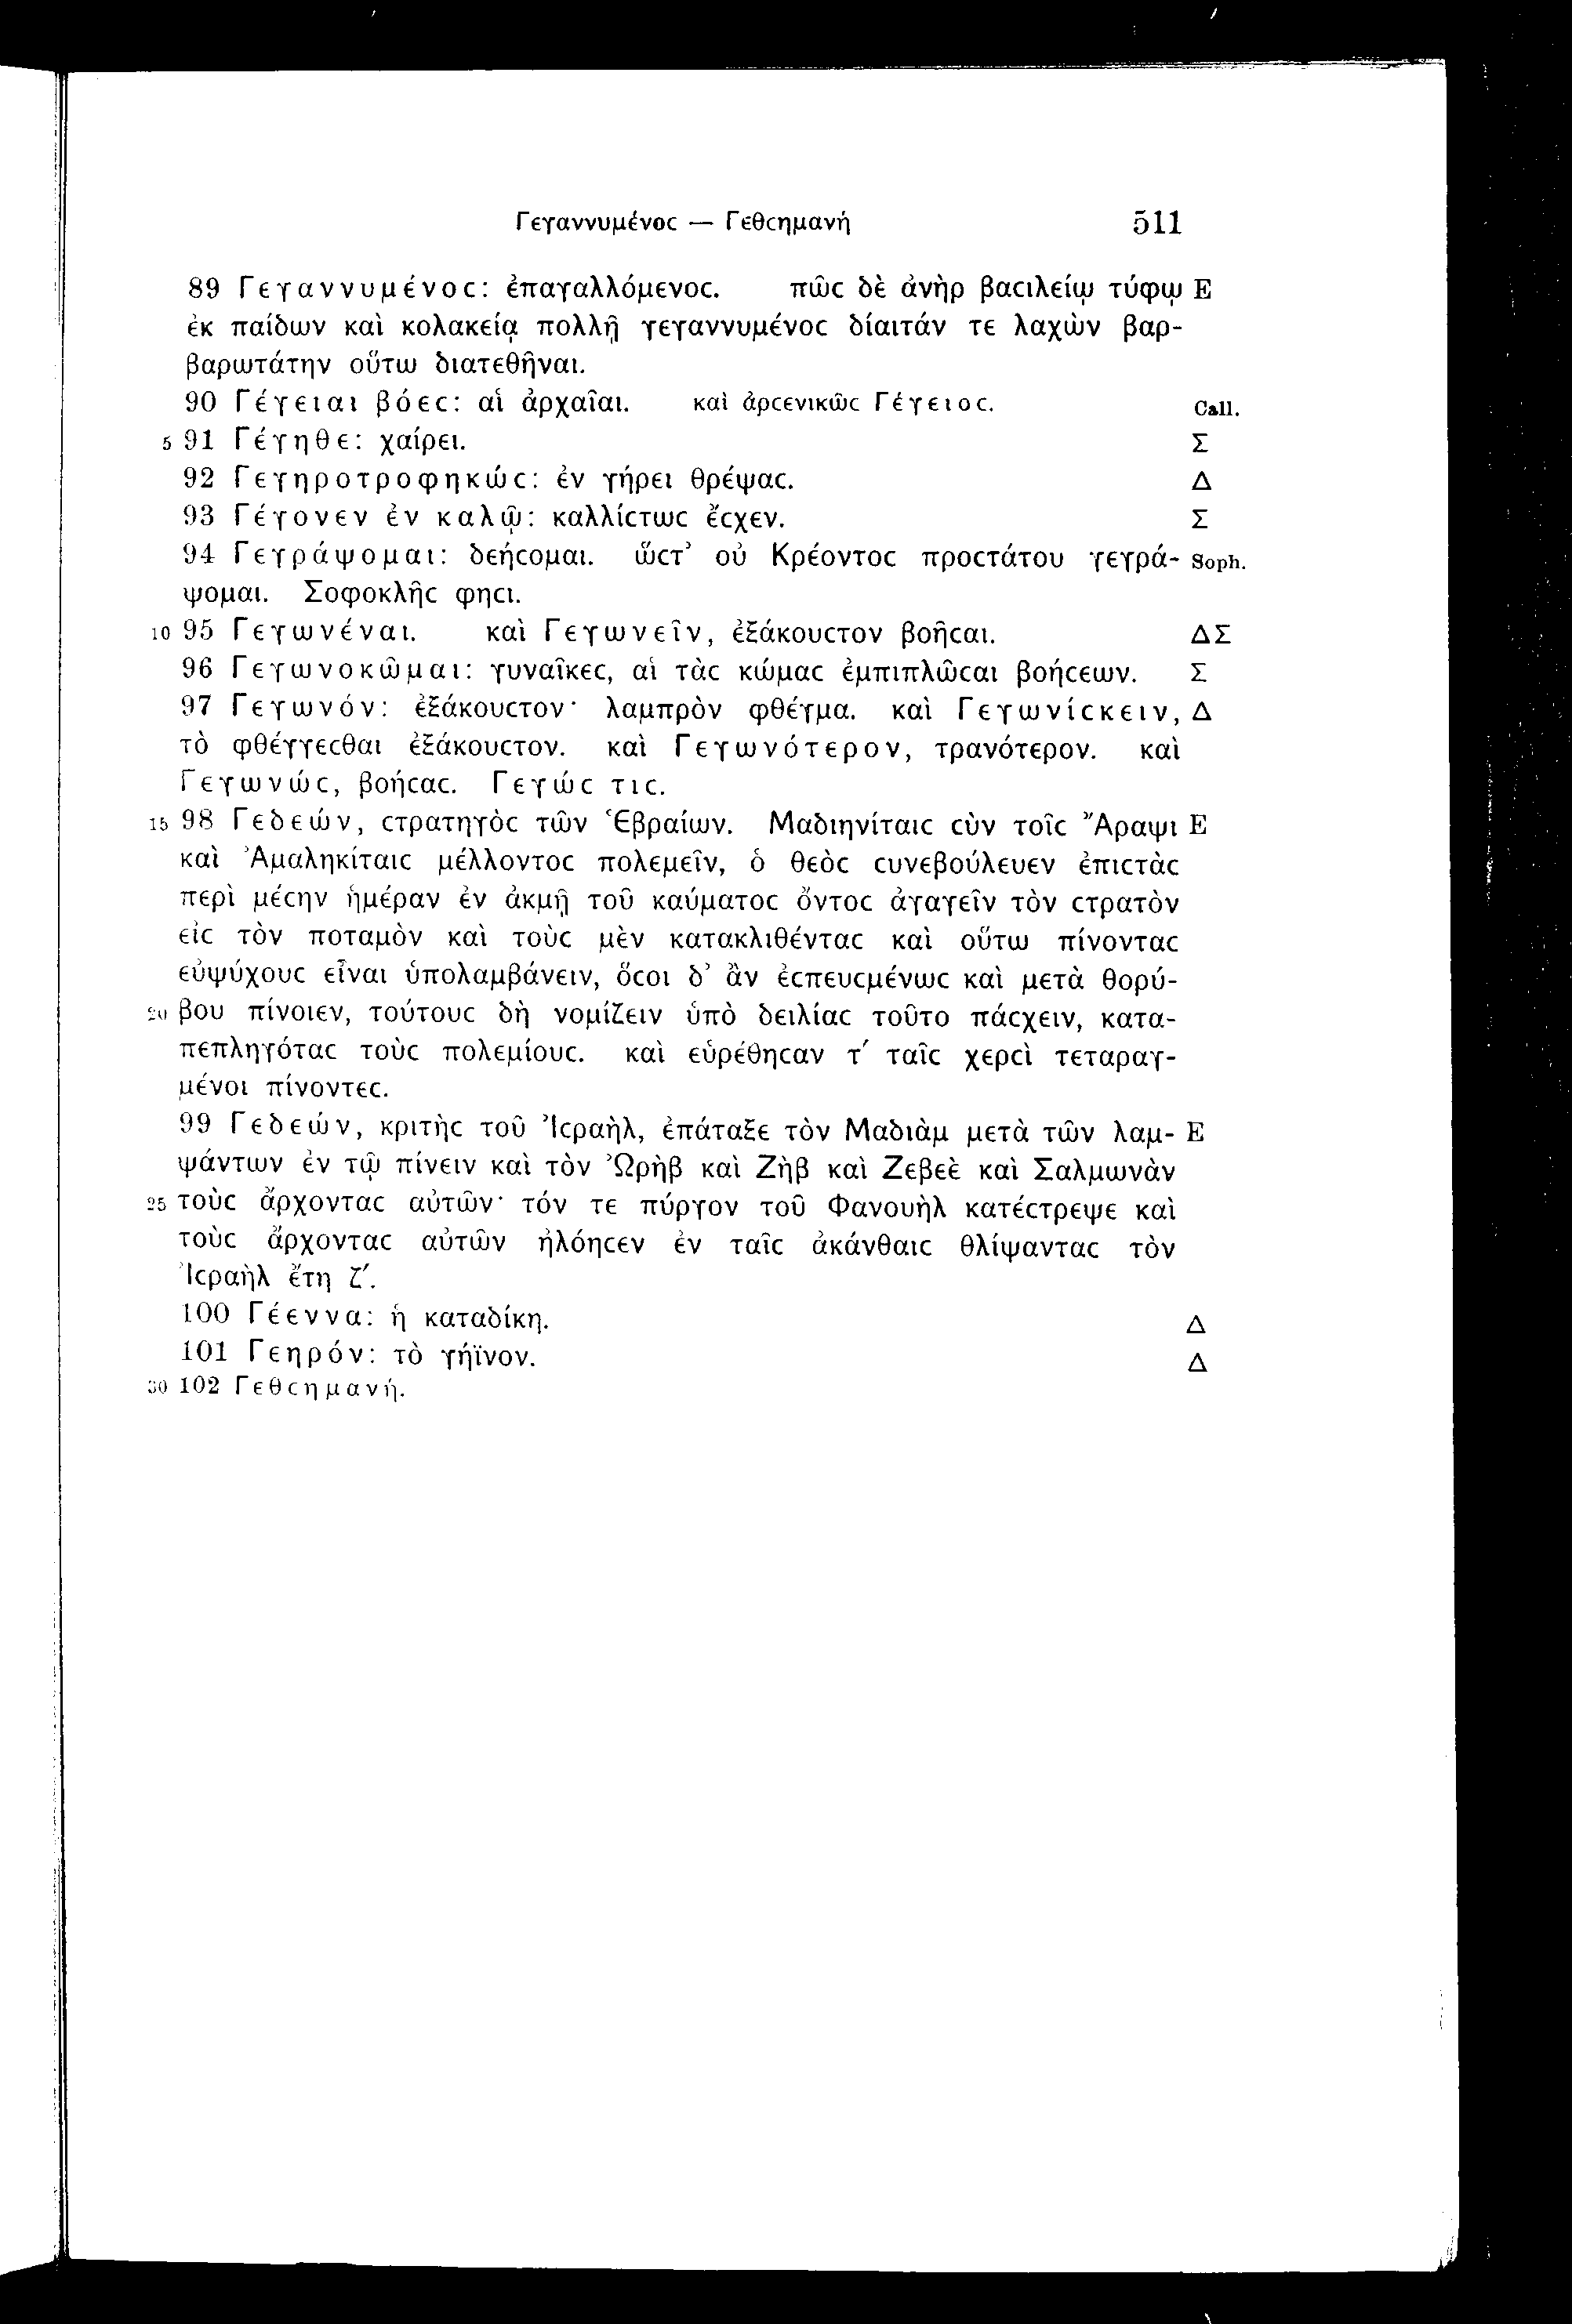 Γεγαννυμένοϲ — Γεθϲημανή 511
89 Γεγαννυμένοϲ: ἐπαγαλλόμενοϲ. πῶϲ δὲ ἀνὴρ βαϲιλείῳ τύφῳ Ε
ἐκ παίδων καὶ κολακείᾳ πολλῇ γεγαννυμένοϲ δίαιτάν τε λαχὼν βαρ-
βαρωτάτην οὕτω διατεθῆναι.
90 Γέγειαι βόεϲ: αἱ ἀρχαῖαι. καὶ ἀρϲενικῶϲ Γέγειοϲ. Call.
5 91 Γέγηθε: χαίρει. Σ
92 Γεγηροτροφηκώϲ: ἐν γήρει θρέψαϲ. Δ
93 Γέγονεν ἐν καλῷ: καλλίϲτωϲ ἔϲχεν. Σ
94 Γεγράψομαι: δεήϲομαι. ὥϲτ’ οὐ Κρέοντοϲ προϲτάτου γεγρά- Soph.
ψομαι. Σοφοκλῆϲ φηϲι.
10 95 Γεγωνέναι. καὶ Γεγωνεῖν, ἐξάκουϲτον βοῆϲαι. ΔΣ
96 Γεγωνοκῶμαι: γυναῖκεϲ, αἱ τὰϲ κώμαϲ ἐμπιπλῶϲαι βοήϲεων. Σ
97 Γεγωνόν: ἐξάκουϲτον· λαμπρὸν φθέγμα. καὶ Γεγωνίϲκειν, Δ
τὸ φθέγγεϲθαι ἐξάκουϲτον. καὶ Γεγωνότερον, τρανότερον. καὶ
Γεγωνώϲ, βοήϲαϲ. Γεγώϲ τιϲ.
15 98 Γεδεών, ϲτρατηγὸϲ τῶν Ἑβραίων. Μαδιηνίταιϲ ϲὺν τοῖϲ Ἄραψι Ε
καὶ Ἀμαληκίταιϲ μέλλοντοϲ πολεμεῖν, ὁ θεὸϲ ϲυνεβούλευεν ἐπιϲτὰϲ
περὶ μέϲην ἡμέραν ἐν ἀκμῇ τοῦ καύματοϲ ὄντοϲ ἀγαγεῖν τὸν ϲτρατὸν
εἰϲ τὸν ποταμὸν καὶ τοὺϲ μὲν κατακλιθένταϲ καὶ οὕτω πίνονταϲ
εὐψύχουϲ εἶναι ὑπολαμβάνειν, ὅϲοι δ’ ἂν ἐϲπευϲμένωϲ καὶ μετὰ θορύ-
20 βου πίνοιεν, τούτουϲ δὴ νομίζειν ὑπὸ δειλίαϲ τοῦτο πάϲχειν, κατα-
πεπληγόταϲ τοὺϲ πολεμίουϲ. καὶ εὑρέθηϲαν τ′ ταῖϲ χερϲὶ τεταραγ-
μένοι πίνοντεϲ.
99 Γεδεών, κριτὴϲ τοῦ Ἰϲραήλ, ἐπάταξε τὸν Μαδιὰμ μετὰ τῶν λαμ- Ε
ψάντων ἐν τῷ πίνειν καὶ τὸν Ὠρὴβ καὶ Ζὴβ καὶ Ζεβεὲ καὶ Σαλμωνὰν
25 τοὺϲ ἄρχονταϲ αὐτῶν· τόν τε πύργον τοῦ Φανουὴλ κατέϲτρεψε καὶ
τοὺϲ ἄρχονταϲ αὐτῶν ἠλόηϲεν ἐν ταῖϲ ἀκάνθαιϲ θλίψανταϲ τὸν
Ἰϲραὴλ ἔτη ζ′.
100 Γέεννα: ἡ καταδίκη. Δ
101 Γεηρόν: τὸ γήϊνον. Δ
30 102 Γεθϲημανή.